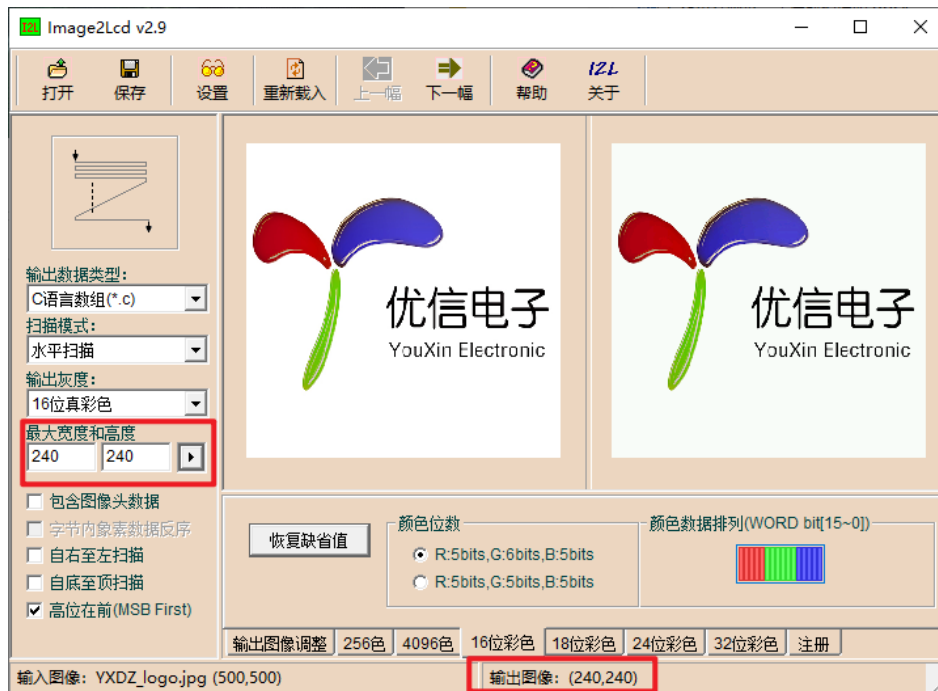 I2L Image2Lcd v2.9
打开 保存 设置 重新载入 上一幅 下一幅 帮助 I2L 关于
输出数据类型:
C语言数组(*.c)
扫描模式:
水平扫描
输出灰度:
16位真彩色
最大宽度和高度
240 240
包含图像头数据
字节内象素数据反序
自右至左扫描
自底至顶扫描
高位在前(MSB First)
优信电子
YouXin Electronic
优信电子
YouXin Electronic
恢复缺省值
颜色位数
R:5bits,G:6bits,B:5bits
R:5bits,G:5bits,B:5bits
颜色数据排列(WORD bit[15~0])
输出图像调整 256色 4096色 16位彩色 18位彩色 24位彩色 32位彩色 注册
输入图像: YXDZ_logo.jpg (500,500)
输出图像: (240,240)